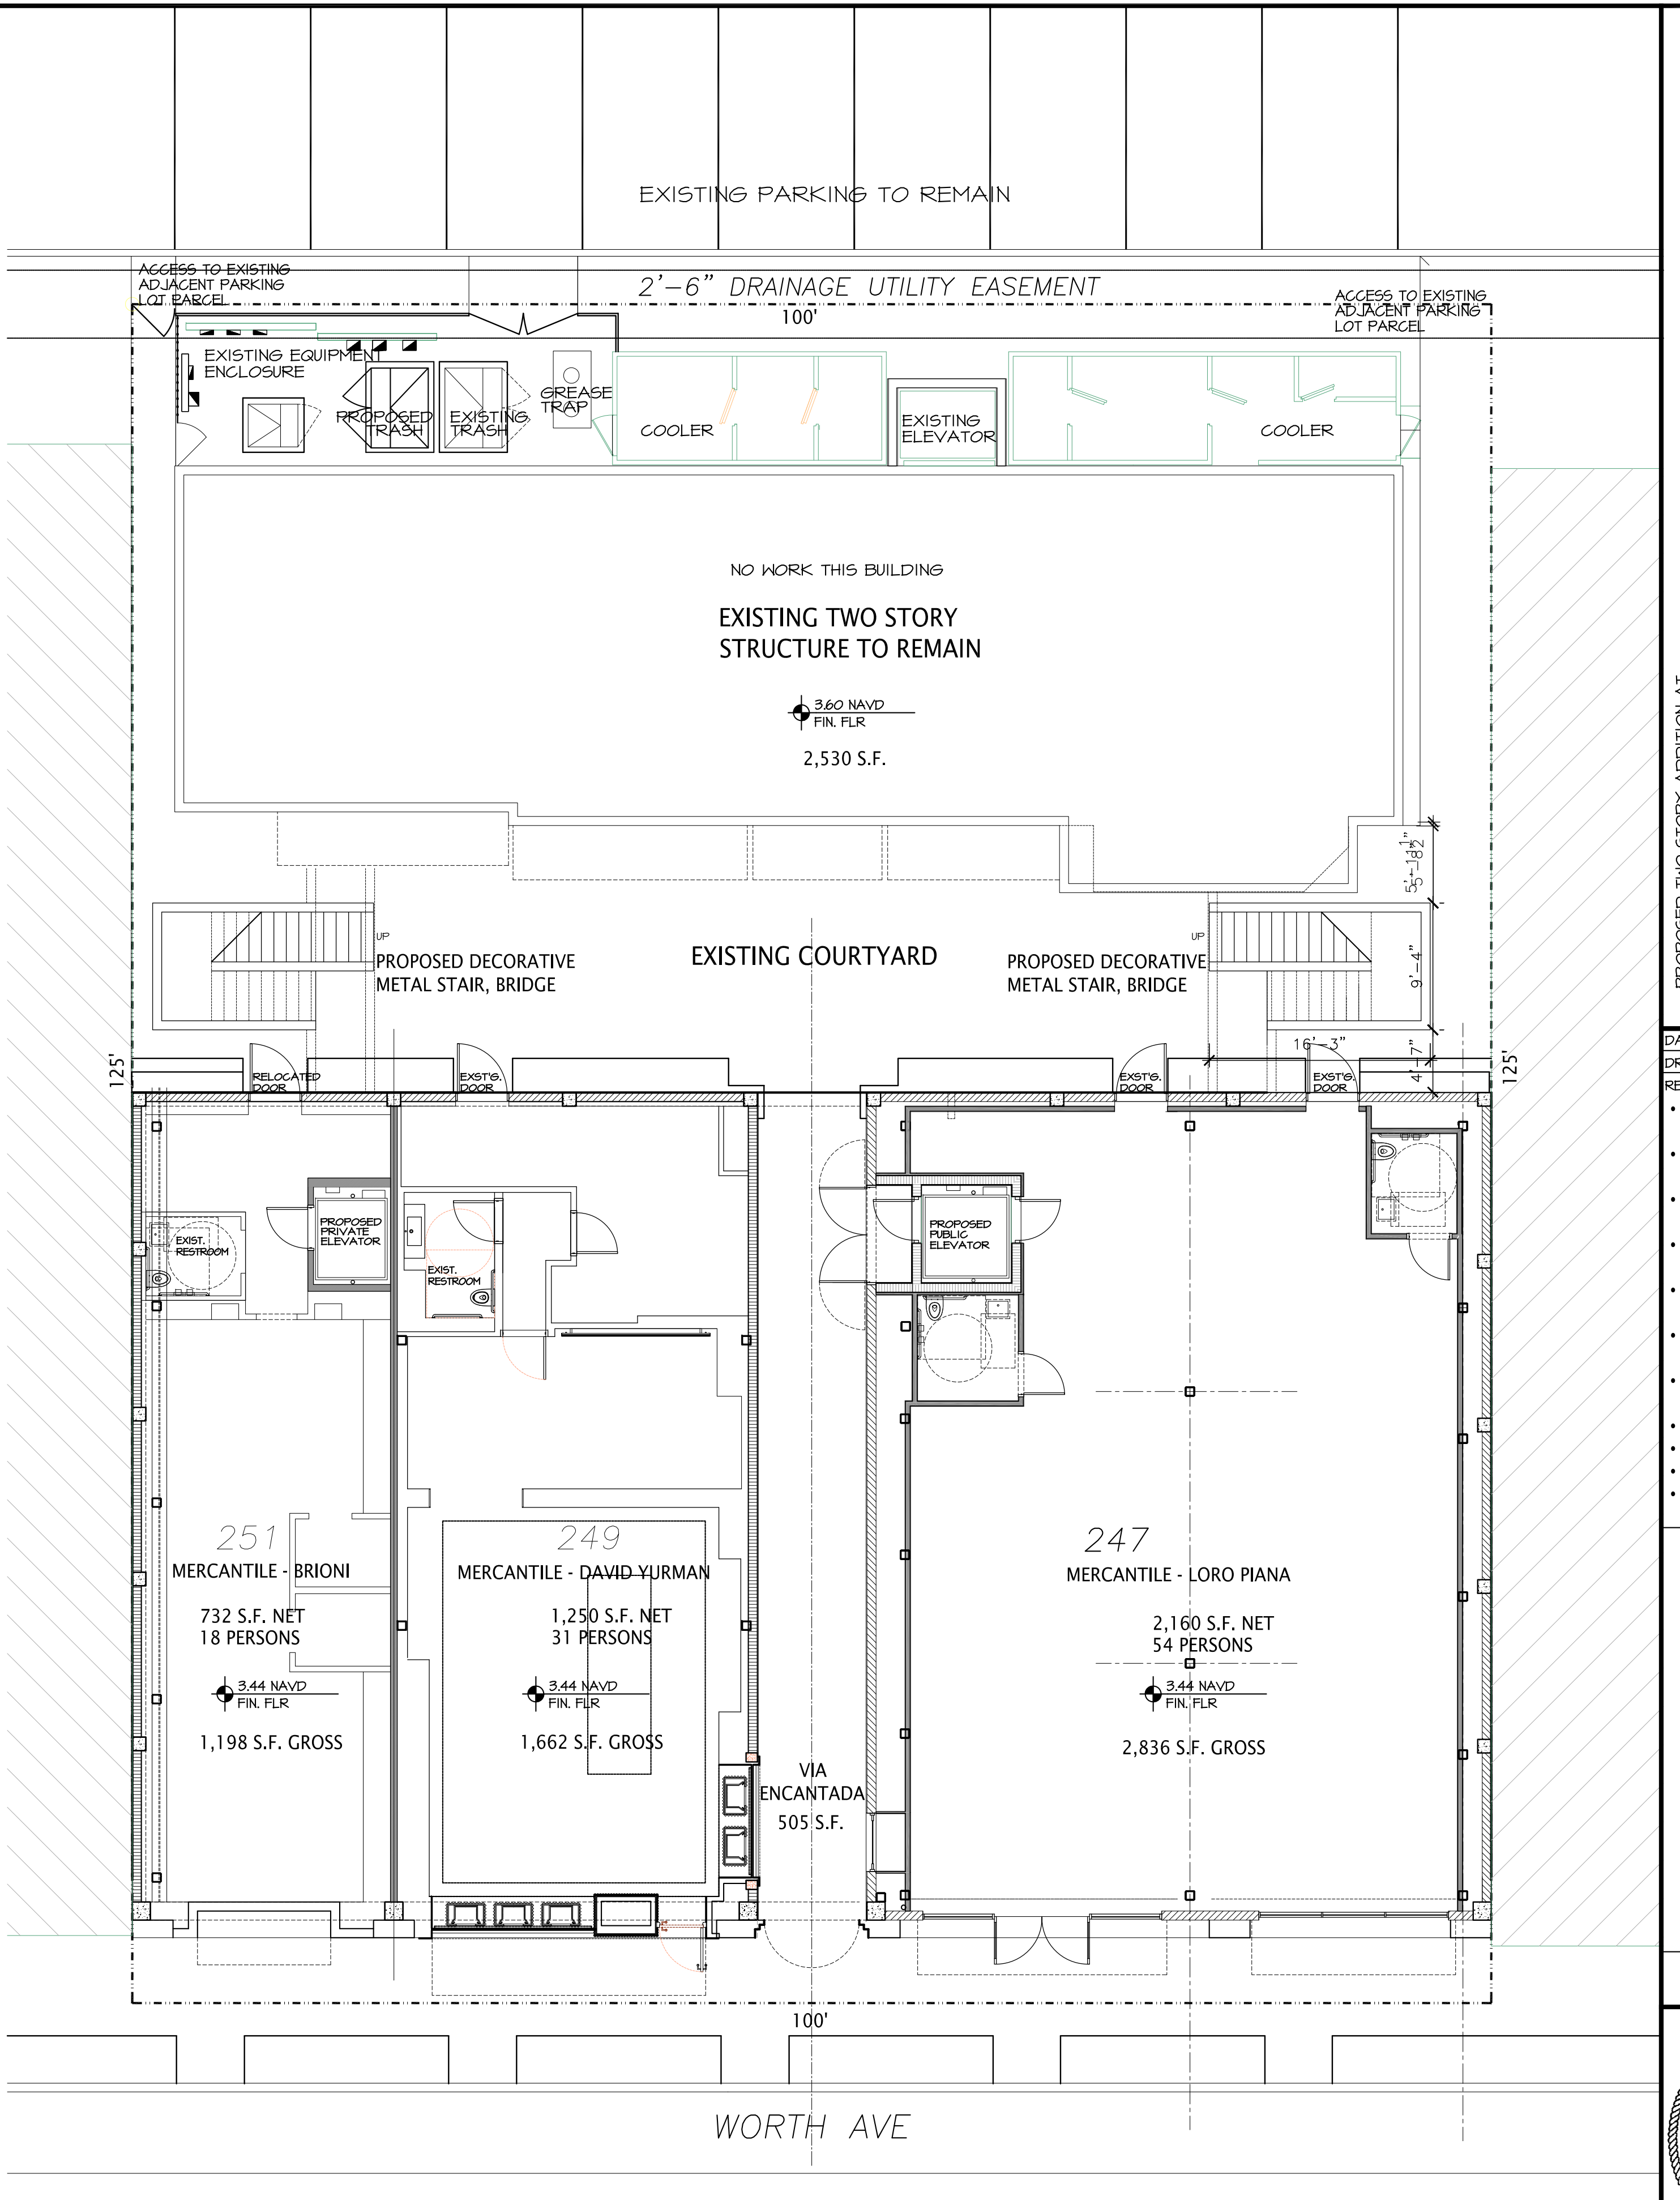 EXISTING PARKING TO REMAIN
ACCESS TO EXISTING
ADJACENT PARKING
LOT PARCEL
2'-6" DRAINAGE UTILITY EASEMENT
100'
ACCESS TO EXISTING
ADJACENT PARKING
LOT PARCEL
EXISTING EQUIPMENT
ENCLOSURE
PROPOSED
TRASH
EXISTING
TRASH
GREASE
TRAP
COOLER
EXISTING
ELEVATOR
COOLER
NO WORK THIS BUILDING
EXISTING TWO STORY
STRUCTURE TO REMAIN
3.60 NAVD
FIN. FLR
2,530 S.F.
UP
PROPOSED DECORATIVE
METAL STAIR, BRIDGE
EXISTING COURTYARD
UP
PROPOSED DECORATIVE
METAL STAIR, BRIDGE
9'-4"
16'-3"
4'-7"
125'
125'
RELOCATED
DOOR
EXST'G.
DOOR
EXST'G.
DOOR
EXST'G.
DOOR
EXIST.
RESTROOM
PROPOSED
PRIVATE
ELEVATOR
EXIST.
RESTROOM
PROPOSED
PUBLIC
ELEVATOR
251
MERCANTILE - BRIONI
732 S.F. NET
18 PERSONS
3.44 NAVD
FIN. FLR
1,198 S.F. GROSS
249
MERCANTILE - DAVID YURMAN
1,250 S.F. NET
31 PERSONS
3.44 NAVD
FIN. FLR
1,662 S.F. GROSS
VIA
ENCANTADA
505 S.F.
247
MERCANTILE - LORO PIANA
2,160 S.F. NET
54 PERSONS
3.44 NAVD
FIN. FLR
2,836 S.F. GROSS
100'
WORTH AVE